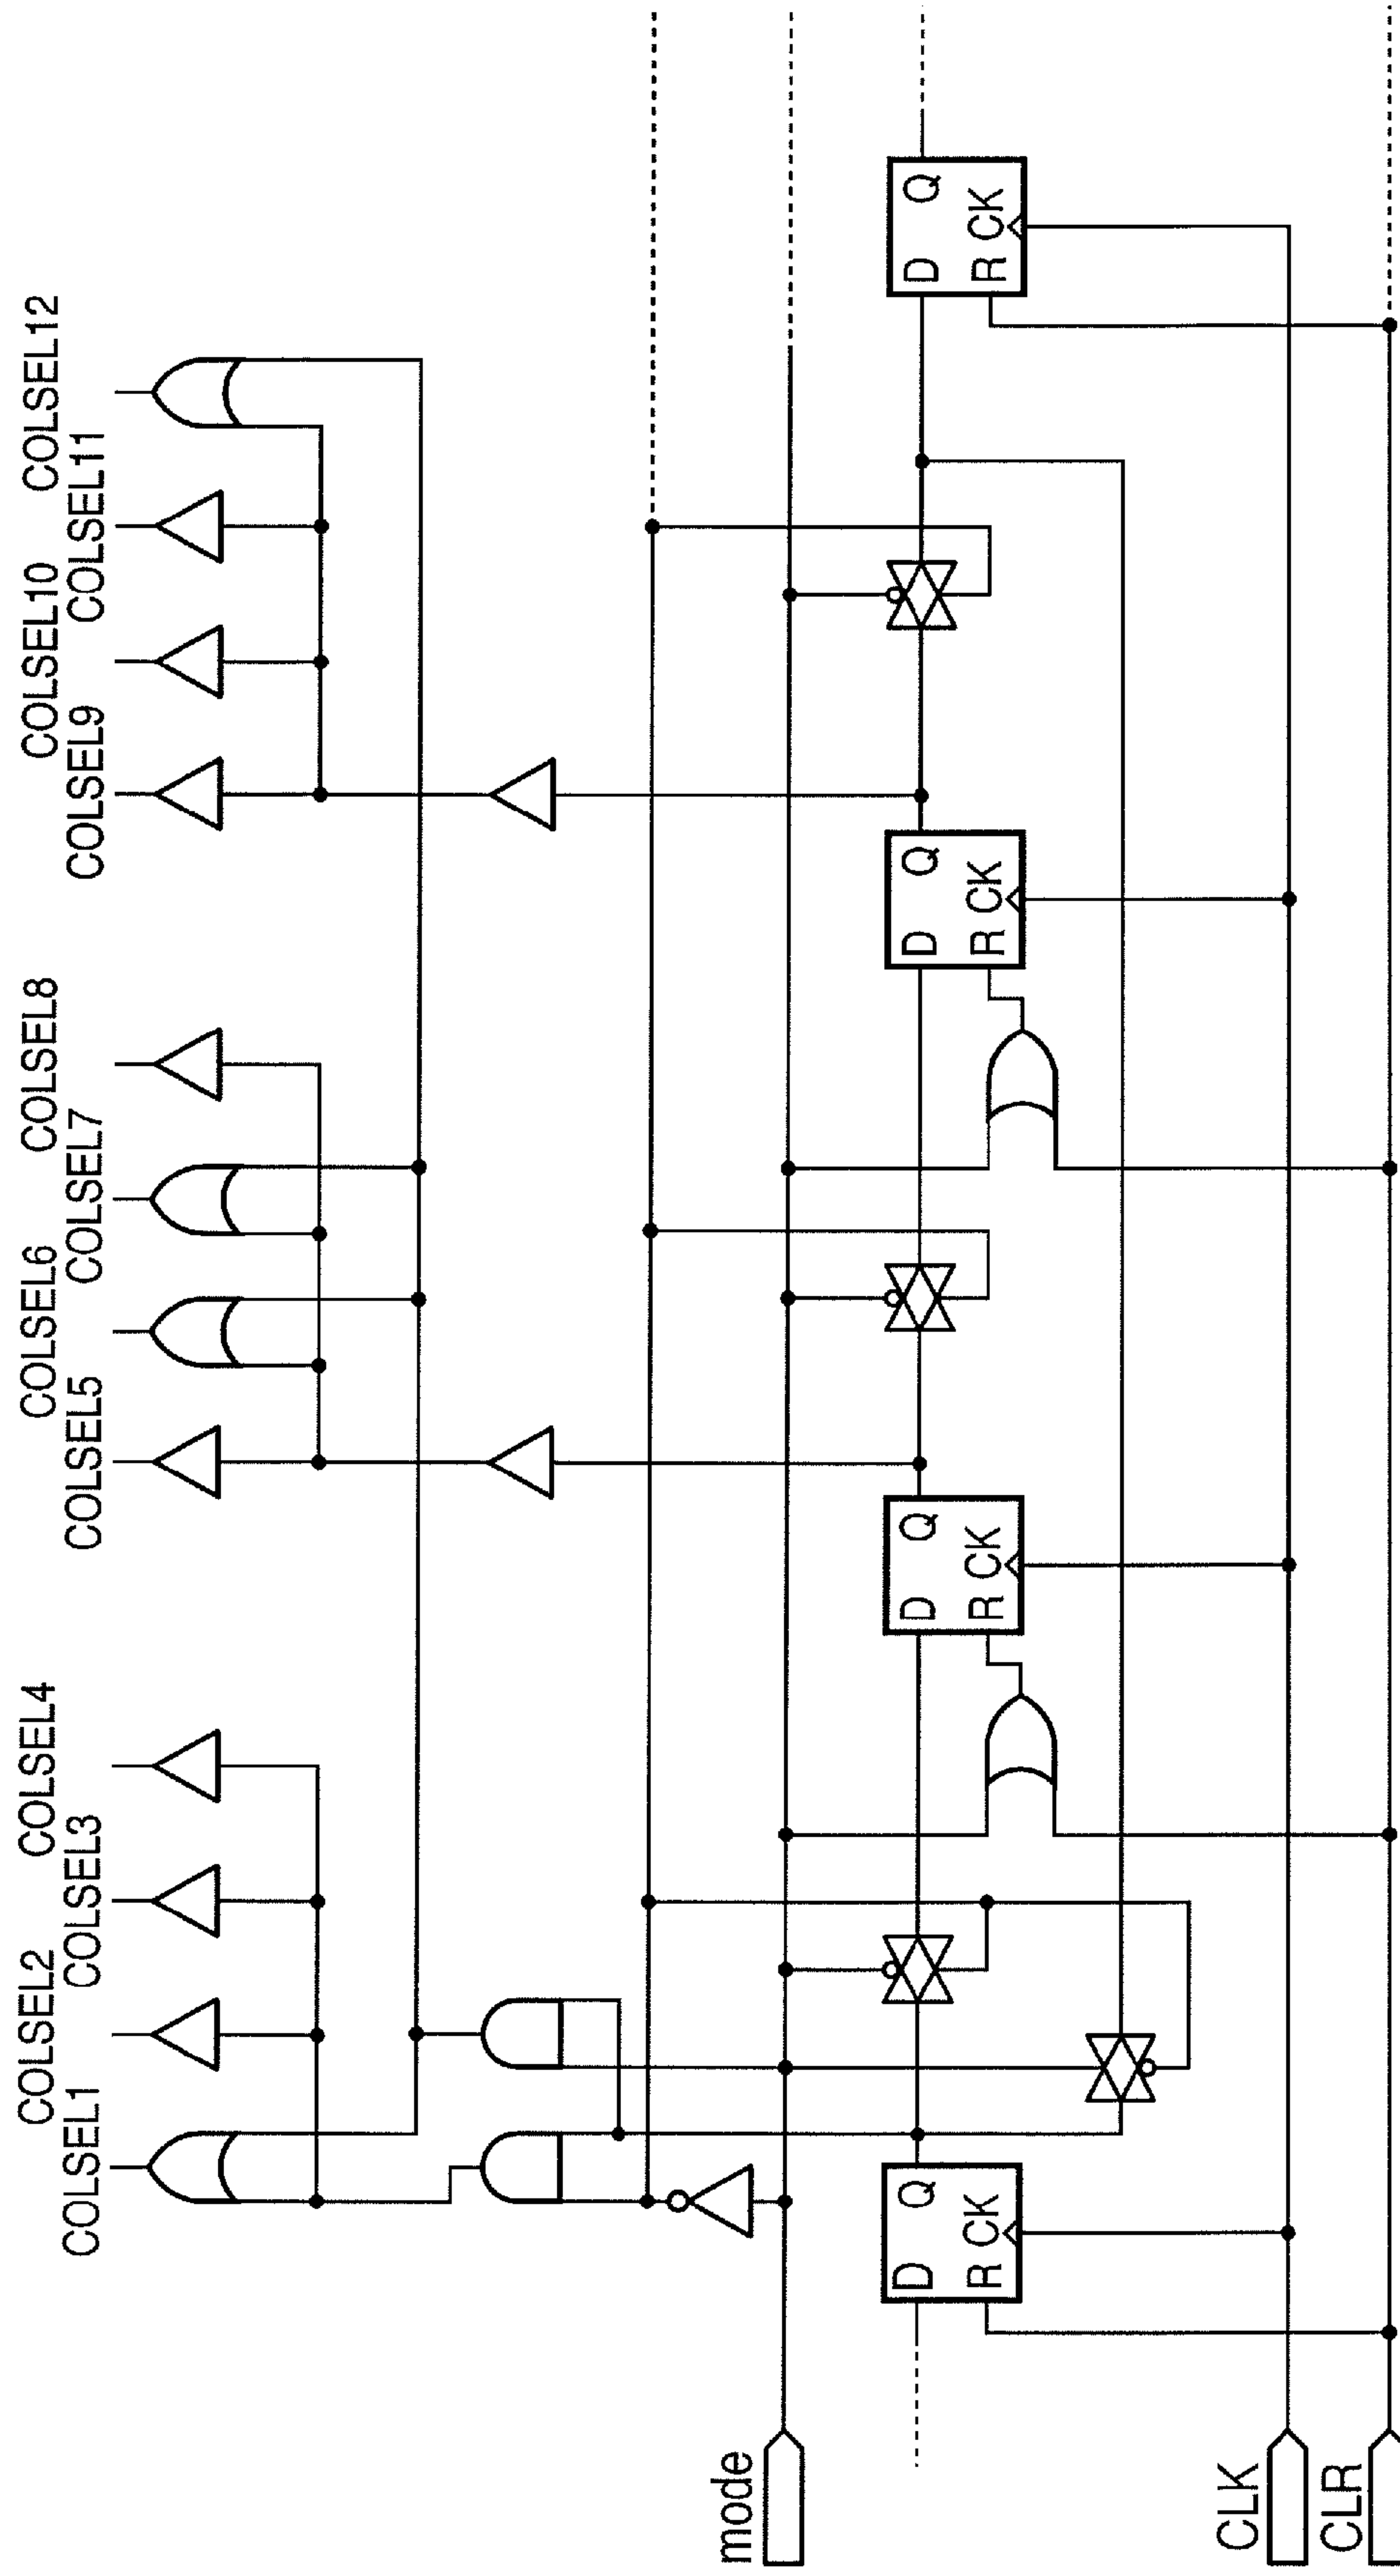 COLSEL1
COLSEL2
COLSEL3
COLSEL4
COLSEL5
COLSEL6
COLSEL7
COLSEL8
COLSEL9
COLSEL10
COLSEL11
COLSEL12
mode
D Q
R CK
D Q
R CK
D Q
R CK
D Q
R CK
CLK
CLR